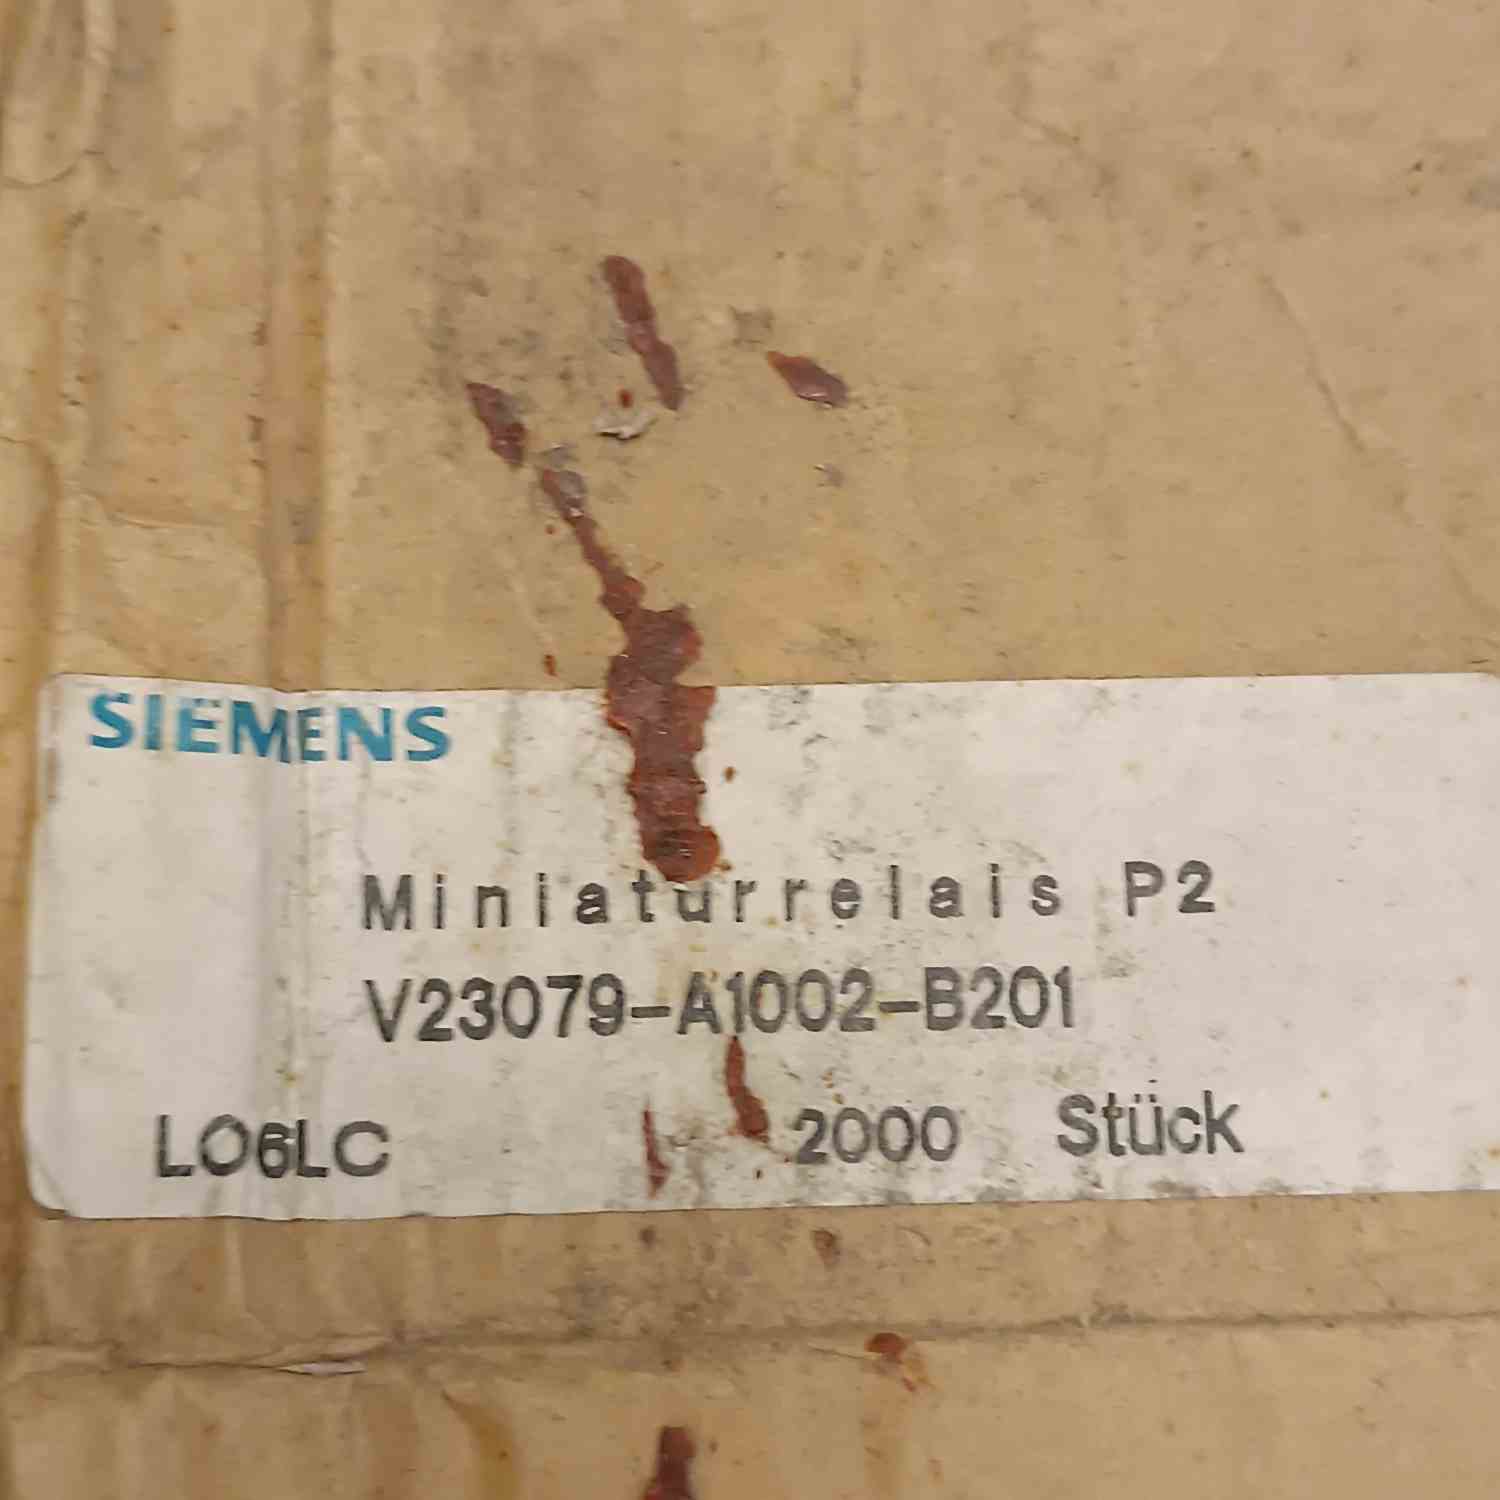 SIEMENS
Miniaturrelais P2
V23079-A1002-B201
LO6LC 2000 Stück